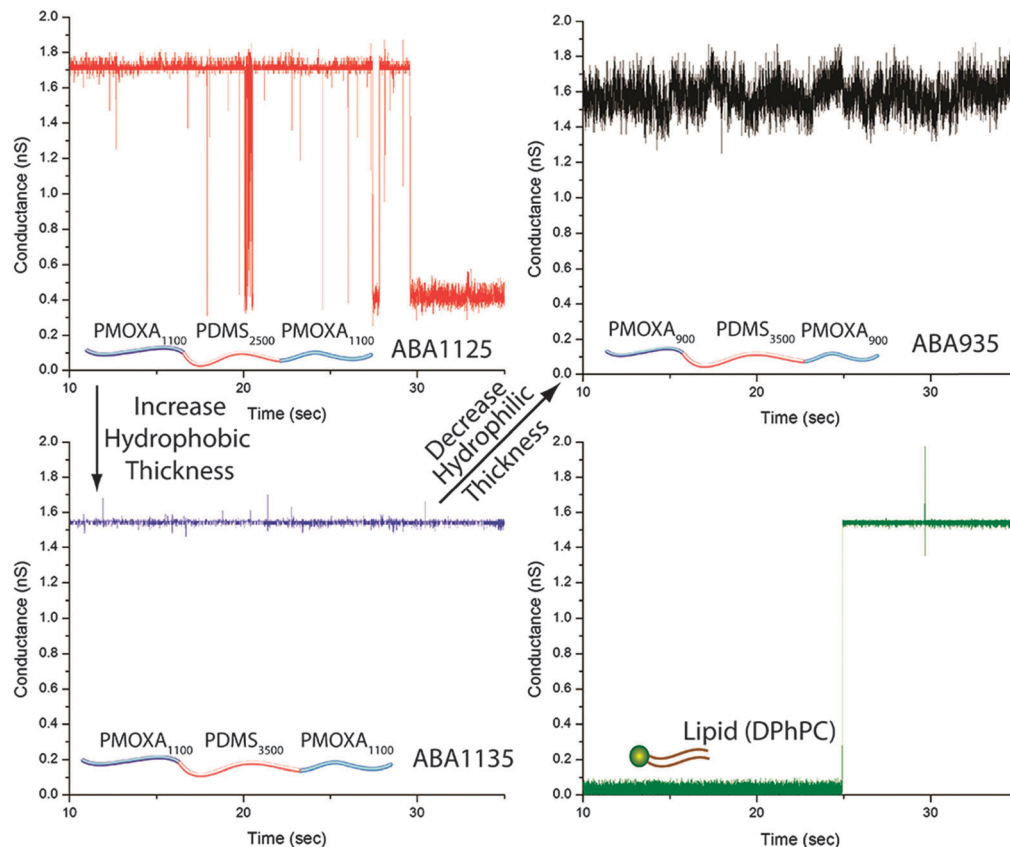 2.0
1.8
1.6
1.4
1.2
1.0
0.8
0.6
0.4
0.2
0.0
Conductance (nS)
PMOXA1100 PDMS2500 PMOXA1100
ABA1125
10 20 30
Time (sec)
2.0
1.8
1.6
1.4
1.2
1.0
0.8
0.6
0.4
0.2
0.0
Conductance (nS)
PMOXA900 PDMS3500 PMOXA900
ABA935
10 20 30
Time (sec)
Increase
Hydrophobic
Thickness
Decrease
Hydrophilic
Thickness
2.0
1.8
1.6
1.4
1.2
1.0
0.8
0.6
0.4
0.2
0.0
Conductance (nS)
PMOXA1100 PDMS3500 PMOXA1100
ABA1135
10 20 30
Time (sec)
2.0
1.8
1.6
1.4
1.2
1.0
0.8
0.6
0.4
0.2
0.0
Conductance (nS)
Lipid (DPhPC)
10 20 30
Time (sec)